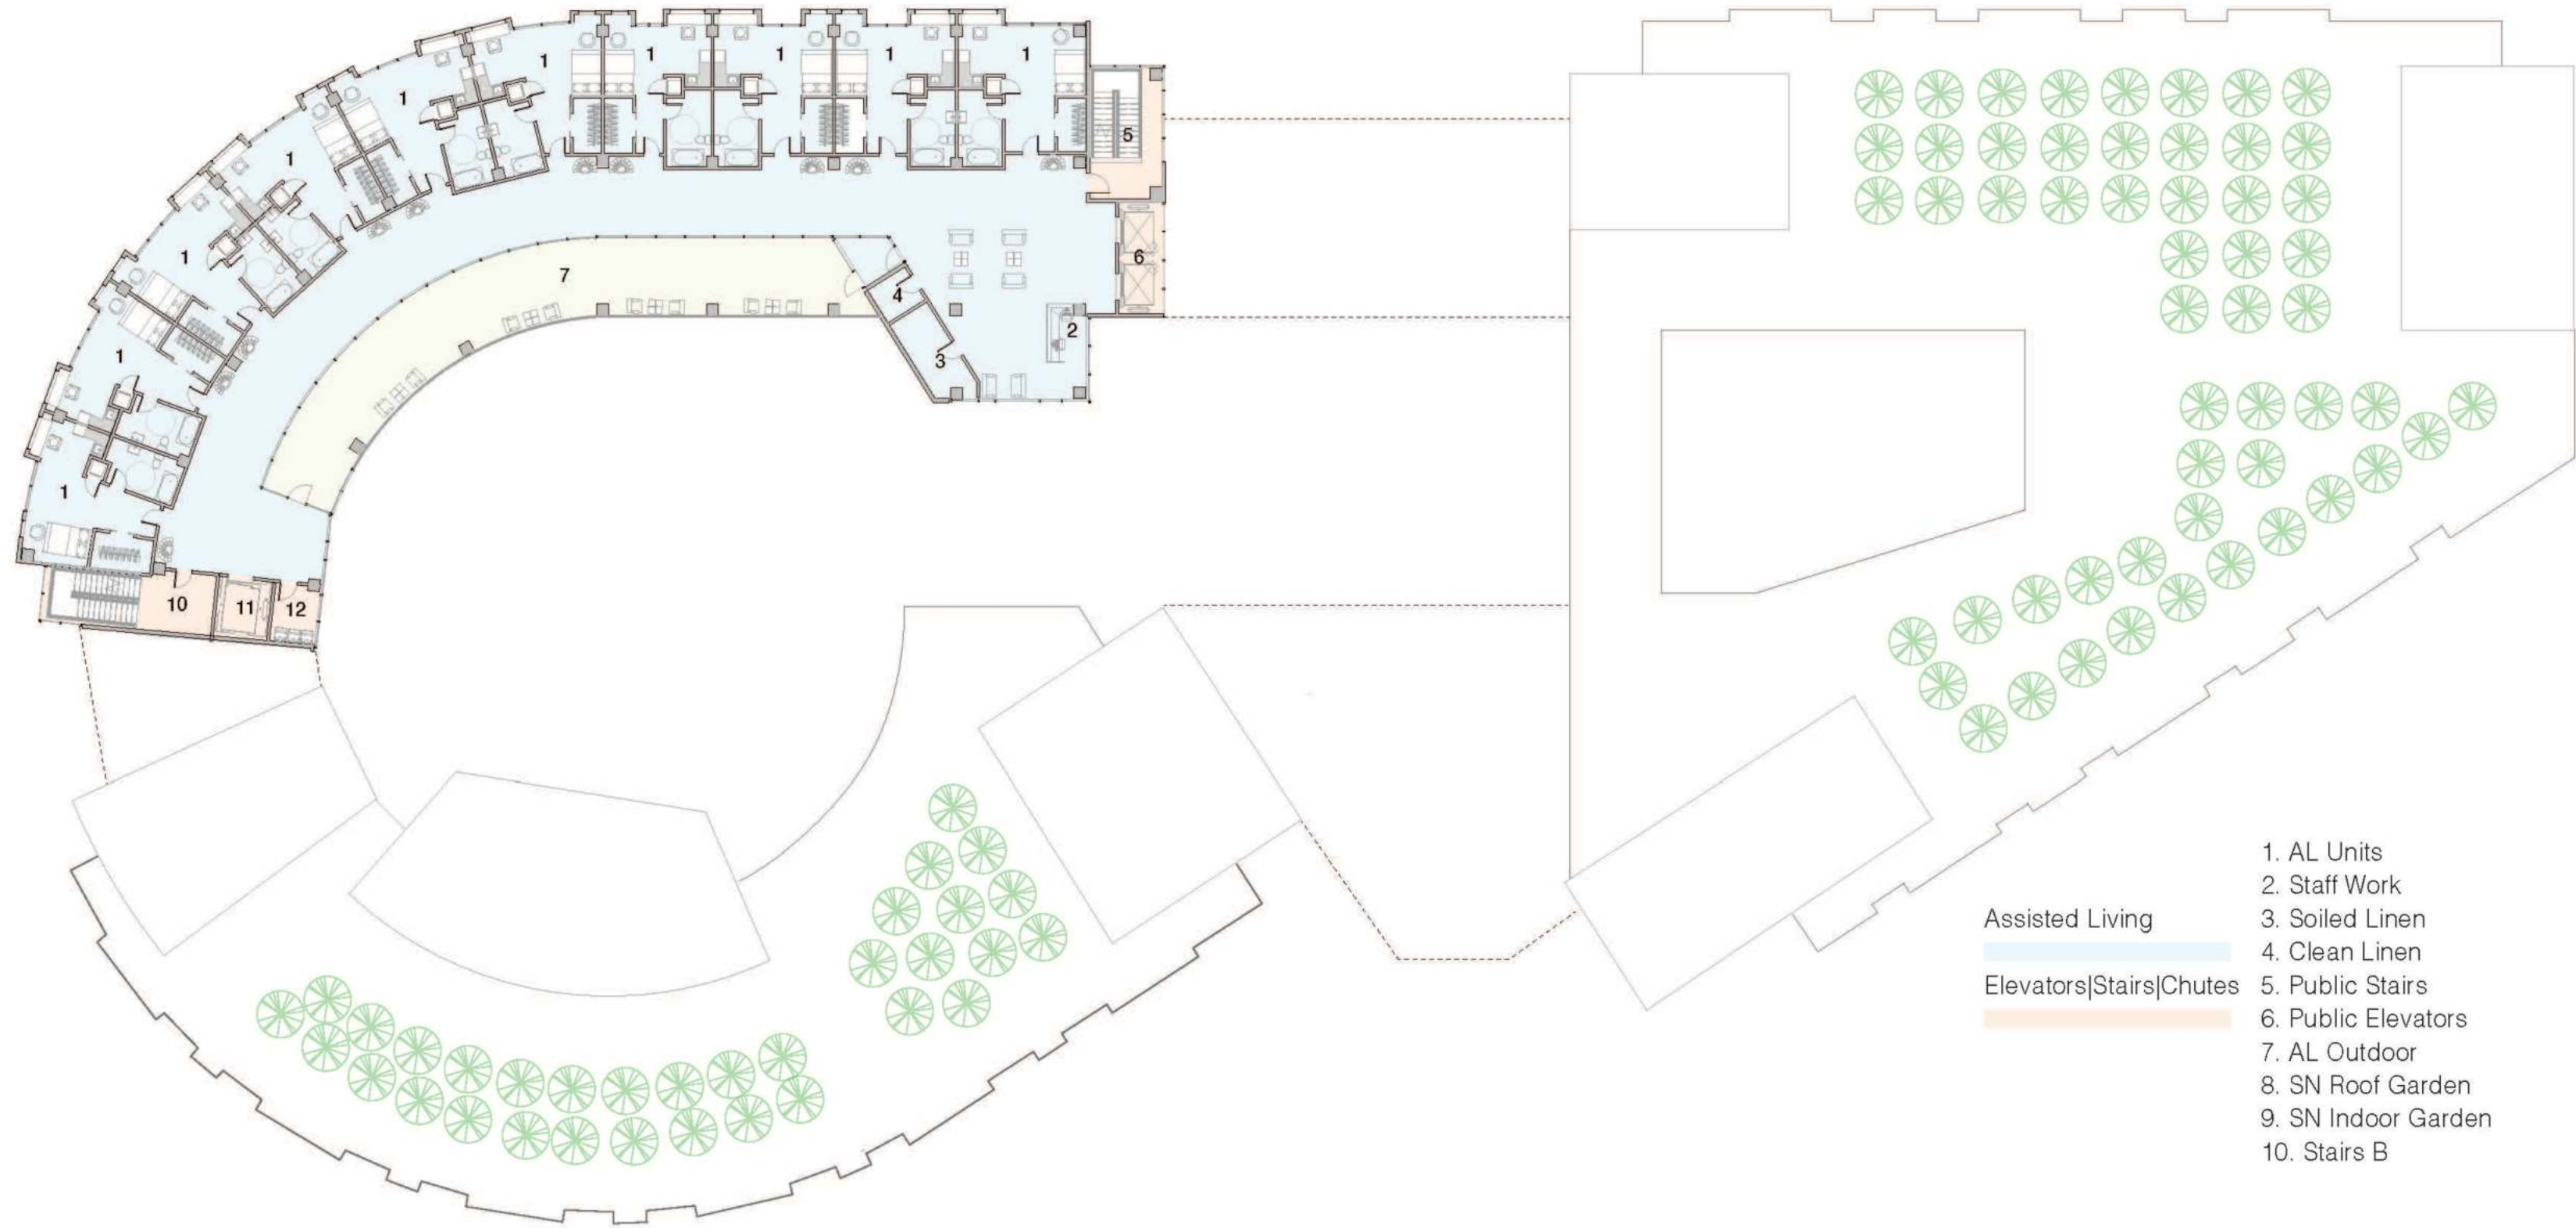 1
1
1
1
1
1
1
1
1
1
1
5
6
7
4
2
3
10
11
12
Assisted Living
Elevators|Stairs|Chutes
1. AL Units
2. Staff Work
3. Soiled Linen
4. Clean Linen
5. Public Stairs
6. Public Elevators
7. AL Outdoor
8. SN Roof Garden
9. SN Indoor Garden
10. Stairs B